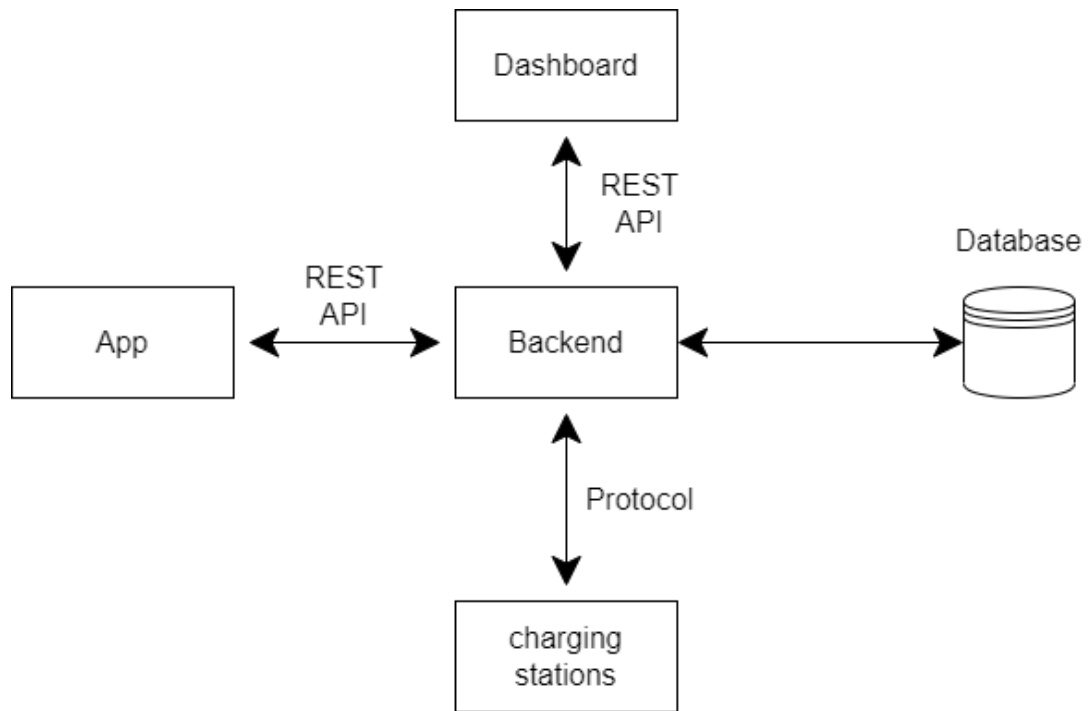 Dashboard
REST
API
Database
REST
API
App
Backend
Protocol
charging
stations